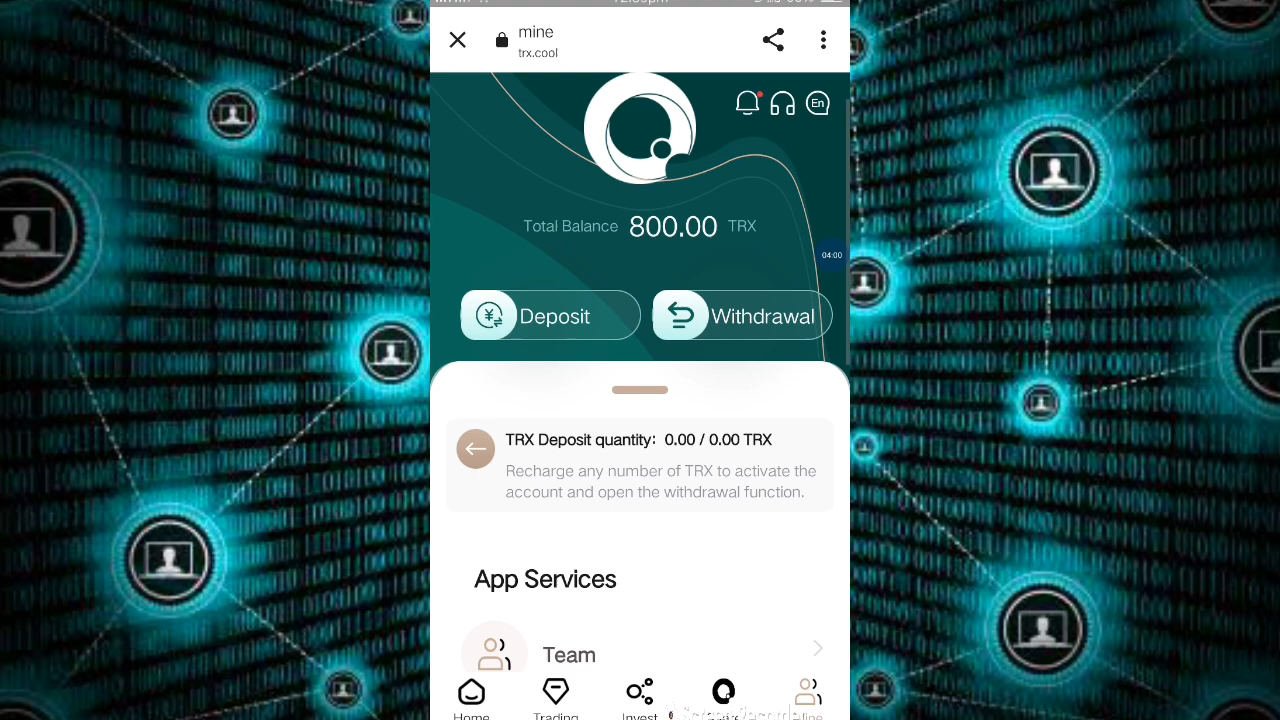 mine
trx.cool
En
Total Balance 800.00 TRX
04:00
Deposit
Withdrawal
TRX Deposit quantity: 0.00 / 0.00 TRX
Recharge any number of TRX to activate the
account and open the withdrawal function.
App Services
Team
Home Trading Invest